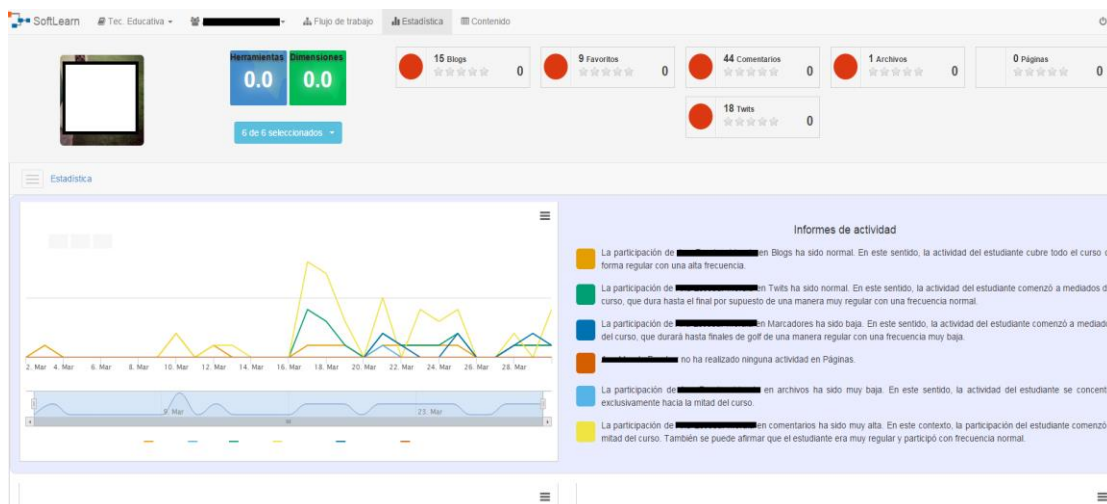 SoftLearn Tec. Educativa Flujo de trabajo Estadística Contenido
Herramientas Dimensiones
0.0 0.0
6 de 6 seleccionados
15 Blogs 0
9 Favoritos 0
44 Comentarios 0
1 Archivos 0
0 Páginas 0
18 Twits 0
Estadística
2. Mar 4. Mar 6. Mar 8. Mar 10. Mar 12. Mar 14. Mar 16. Mar 18. Mar 20. Mar 22. Mar 24. Mar 26. Mar 28. Mar
9. Mar 23. Mar
Informes de actividad
La participación de en Blogs ha sido normal. En este sentido, la actividad del estudiante cubre todo el curso
forma regular con una alta frecuencia.
La participación de en Twits ha sido normal. En este sentido, la actividad del estudiante comenzó a mediados d
curso, que dura hasta el final por supuesto de una manera muy regular con una frecuencia normal.
La participación de en Marcadores ha sido baja. En este sentido, la actividad del estudiante comenzó a mediado
del curso, que durará hasta finales de golf de una manera regular con una frecuencia muy baja.
no ha realizado ninguna actividad en Páginas.
La participación de en archivos ha sido muy baja. En este sentido, la actividad del estudiante se concent
exclusivamente hacia la mitad del curso.
La participación de en comentarios ha sido muy alta. En este contexto, la participación del estudiante comenzó
mitad del curso. También se puede afirmar que el estudiante era muy regular y participó con frecuencia normal.